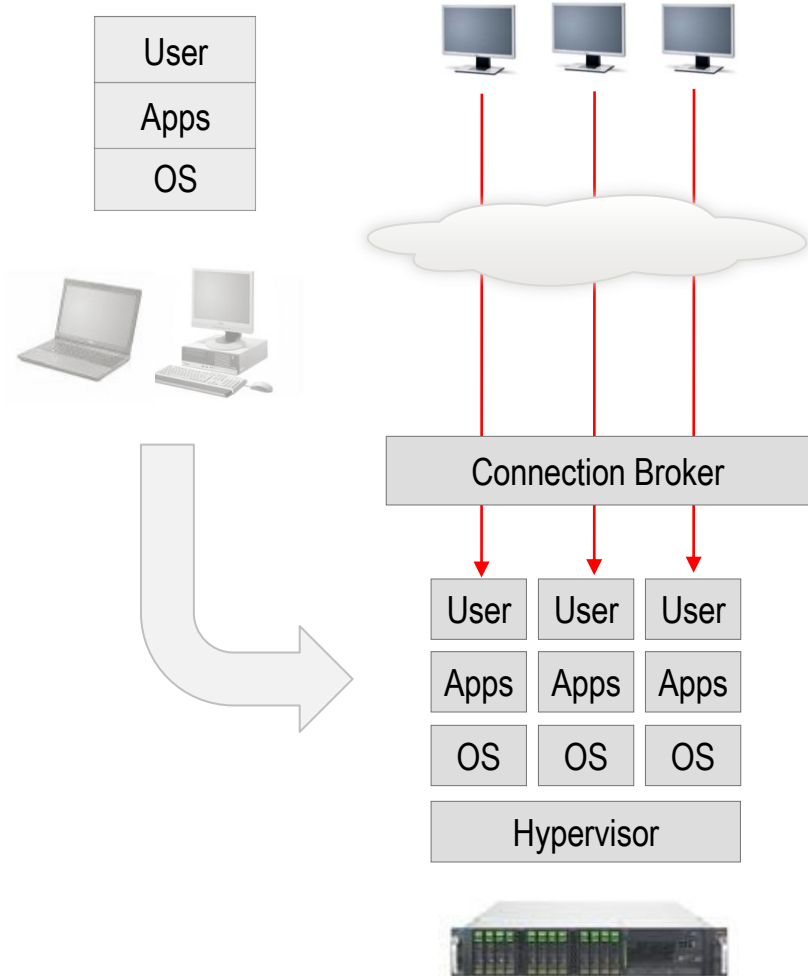 User
Apps
OS
Connection Broker
User User User
Apps Apps Apps
OS OS OS
Hypervisor